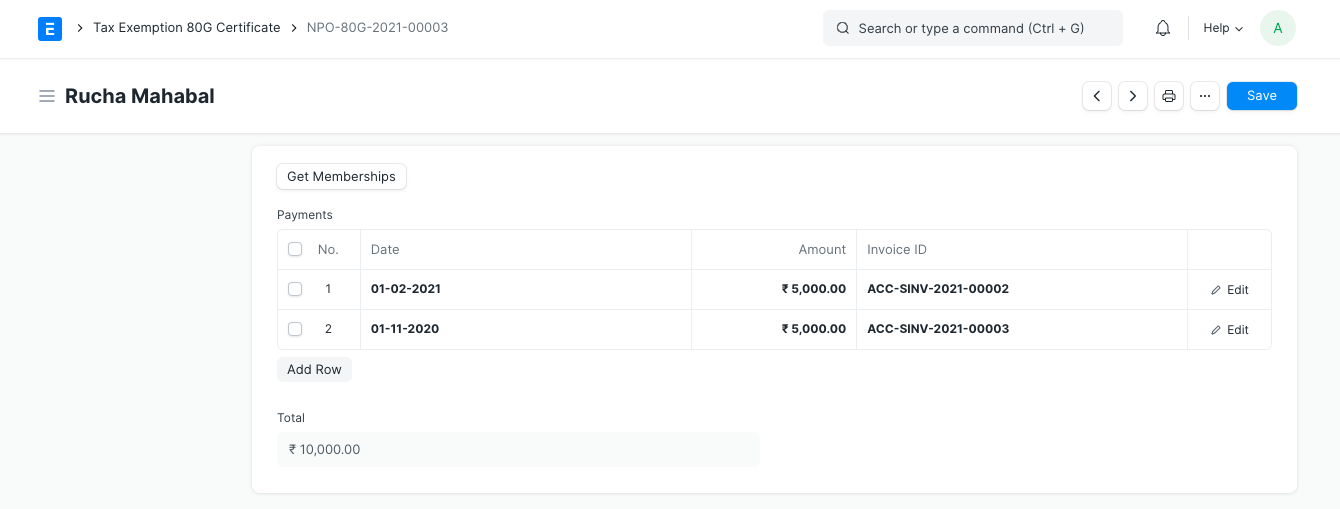 E Tax Exemption 80G Certificate NPO-80G-2021-00003 Search or type a command (Ctrl + G) Help A
Rucha Mahabal Save
Get Memberships
Payments
No. Date Amount Invoice ID
1 01-02-2021 ₹ 5,000.00 ACC-SINV-2021-00002 Edit
2 01-11-2020 ₹ 5,000.00 ACC-SINV-2021-00003 Edit
Add Row
Total
₹ 10,000.00